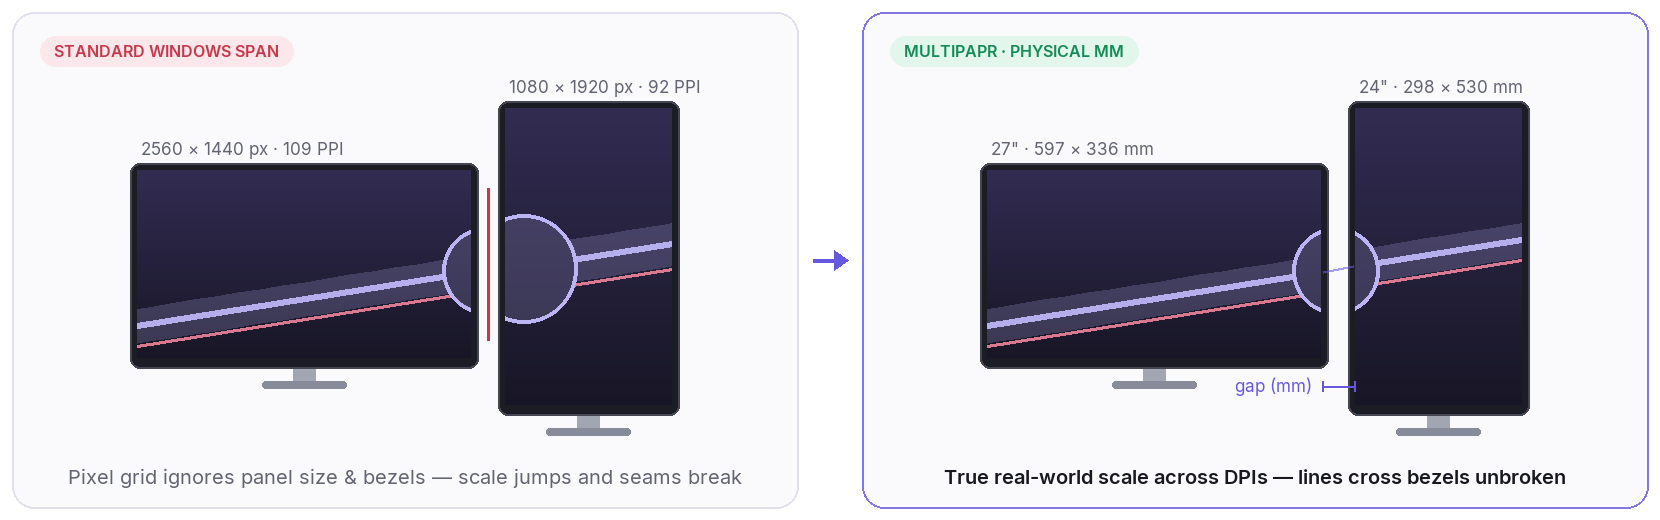 STANDARD WINDOWS SPAN
1080 × 1920 px · 92 PPI
2560 × 1440 px · 109 PPI
Pixel grid ignores panel size & bezels — scale jumps and seams break
MULTIPAPR · PHYSICAL MM
24" · 298 × 530 mm
27" · 597 × 336 mm
gap (mm)
True real-world scale across DPIs — lines cross bezels unbroken